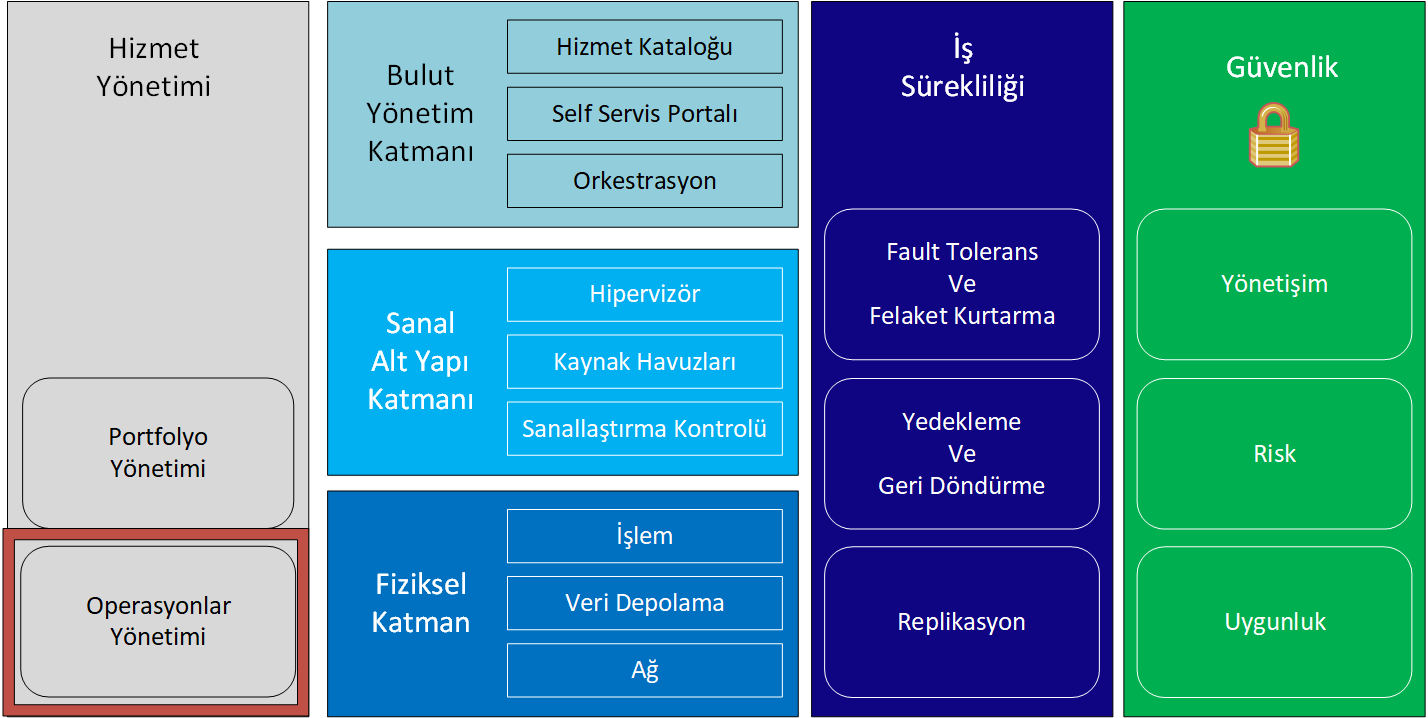 Hizmet
Yönetimi
Portfolyo
Yönetimi
Operasyonlar
Yönetimi
Bulut
Yönetim
Katmanı
Hizmet Kataloğu
Self Servis Portalı
Orkestrasyon
Sanal
Alt Yapı
Katmanı
Hipervizör
Kaynak Havuzları
Sanallaştırma Kontrolü
Fiziksel
Katman
İşlem
Veri Depolama
Ağ
İş
Sürekliliği
Fault Tolerans
Ve
Felaket Kurtarma
Yedekleme
Ve
Geri Döndürme
Replikasyon
Güvenlik
Yönetişim
Risk
Uygunluk